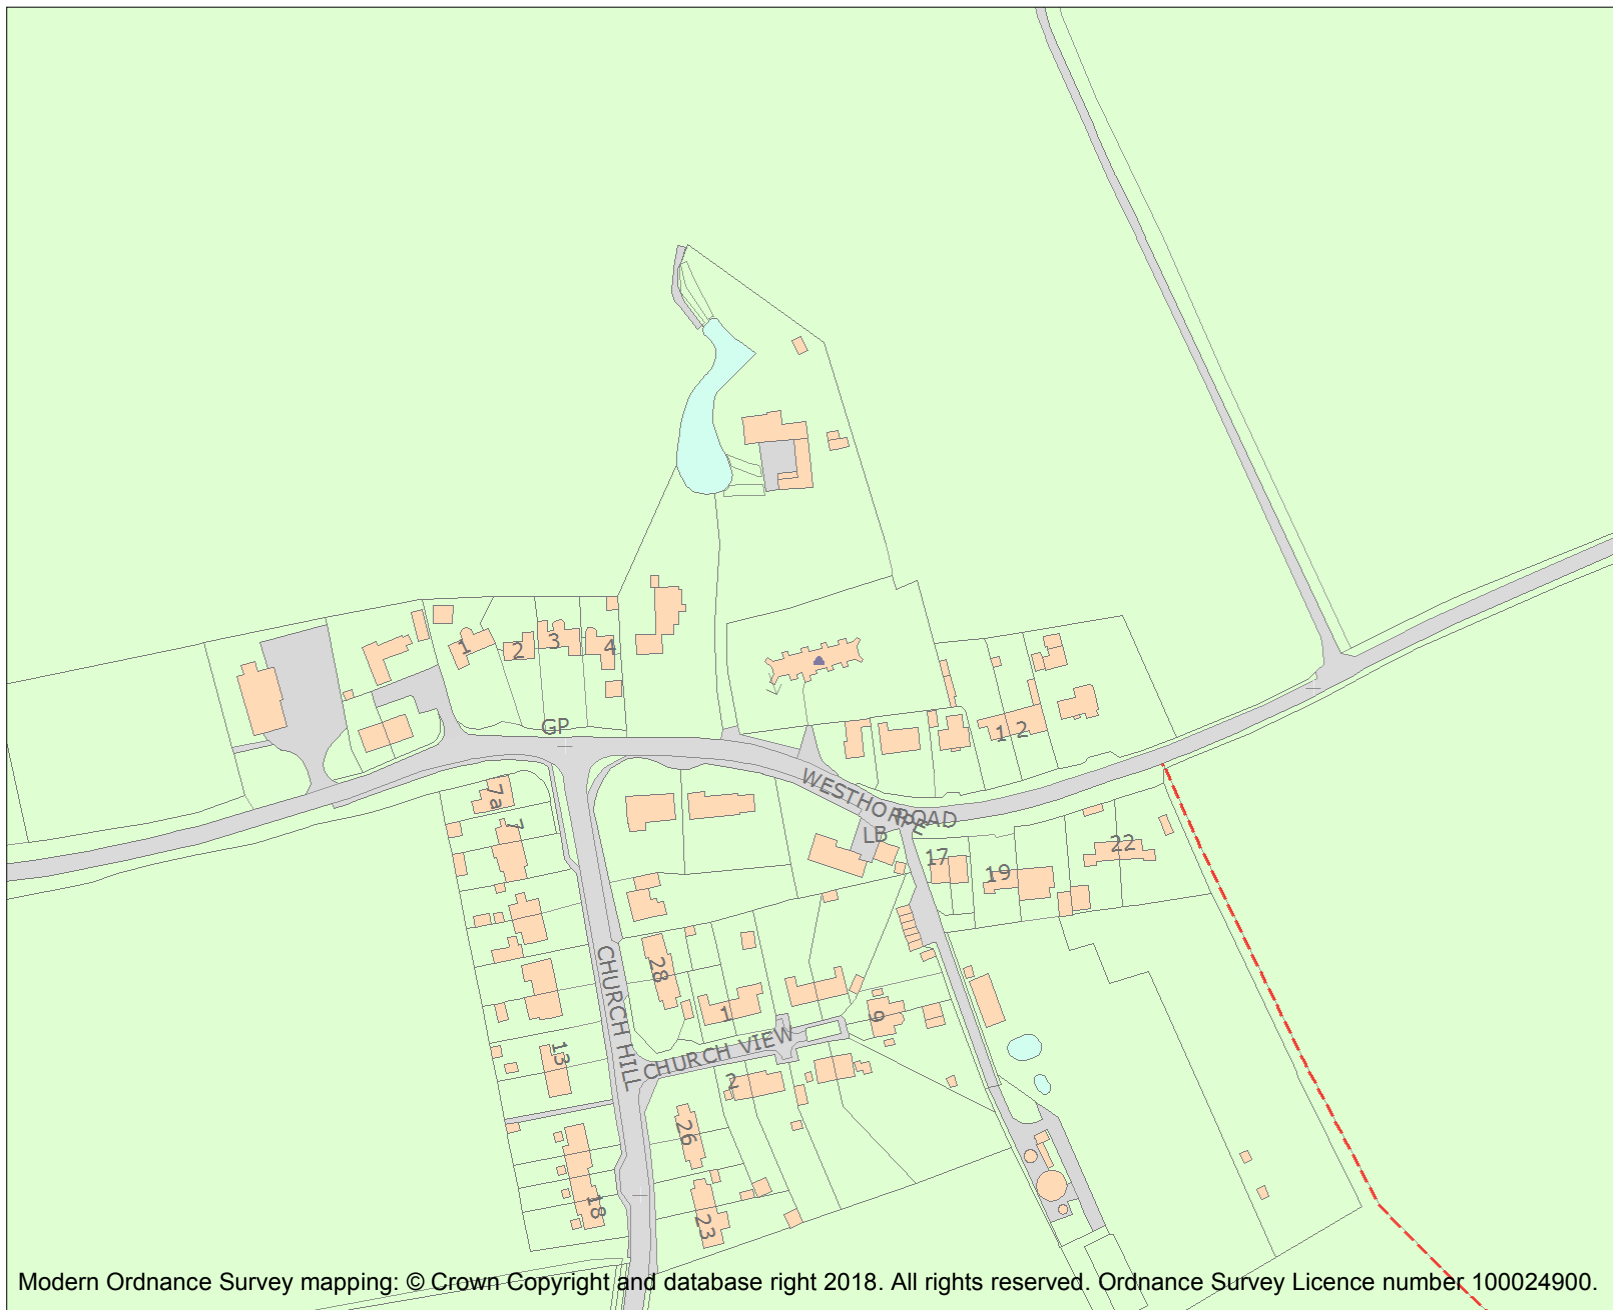 1
2
3
4
GP
7a
7
WESTHORPE
ROAD
LB
1 2
17
19
22
CHURCH HILL
28
1
9
13
CHURCH VIEW
2
26
18
23
Modern Ordnance Survey mapping: © Crown Copyright and database right 2018. All rights reserved. Ordnance Survey Licence number 100024900.